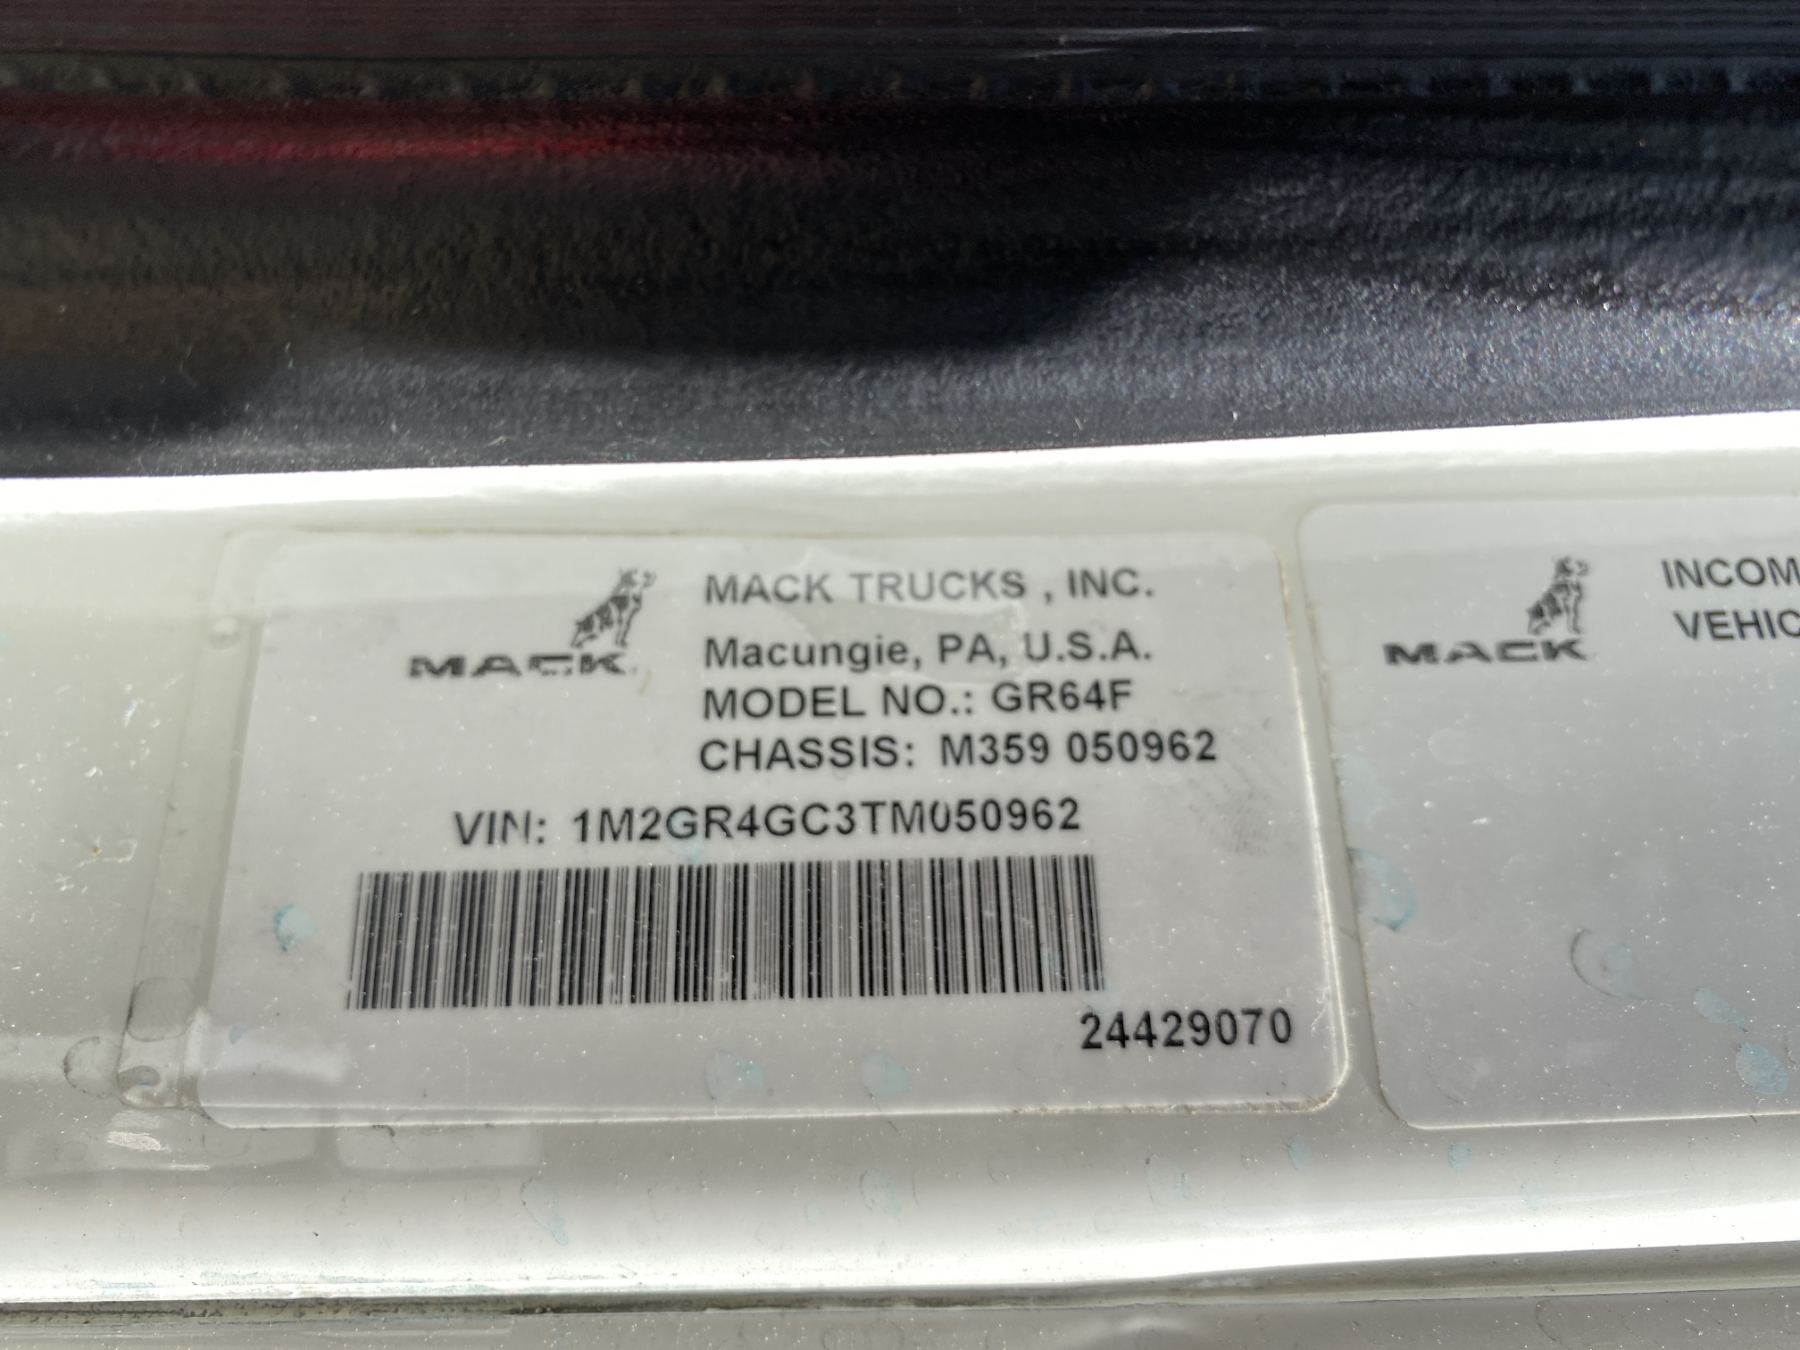 MACK
MACK TRUCKS , INC.
Macungie, PA, U.S.A.
MODEL NO.: GR64F
CHASSIS: M359 050962
VIN: 1M2GR4GC3TM050962
24429070
MACK
INCOM
VEHIC